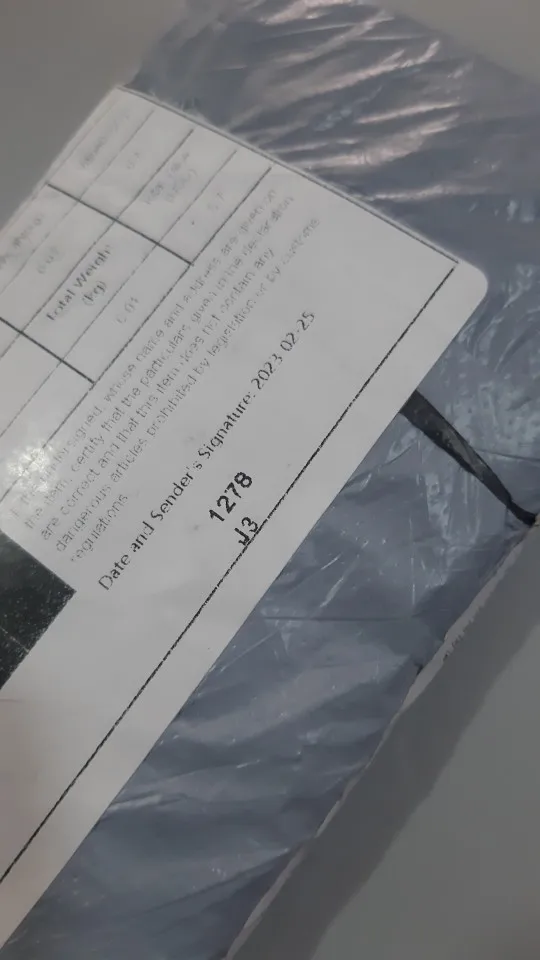 Total Weight
(kg)
I, the undersigned, whose name and address are given on
the item, certify that the particulars given in the declaration
are correct and that this item does not contain any
dangerous articles prohibited by legislation or by customs
regulations
Date and Sender's Signature: 2023 02-25
1278
J3